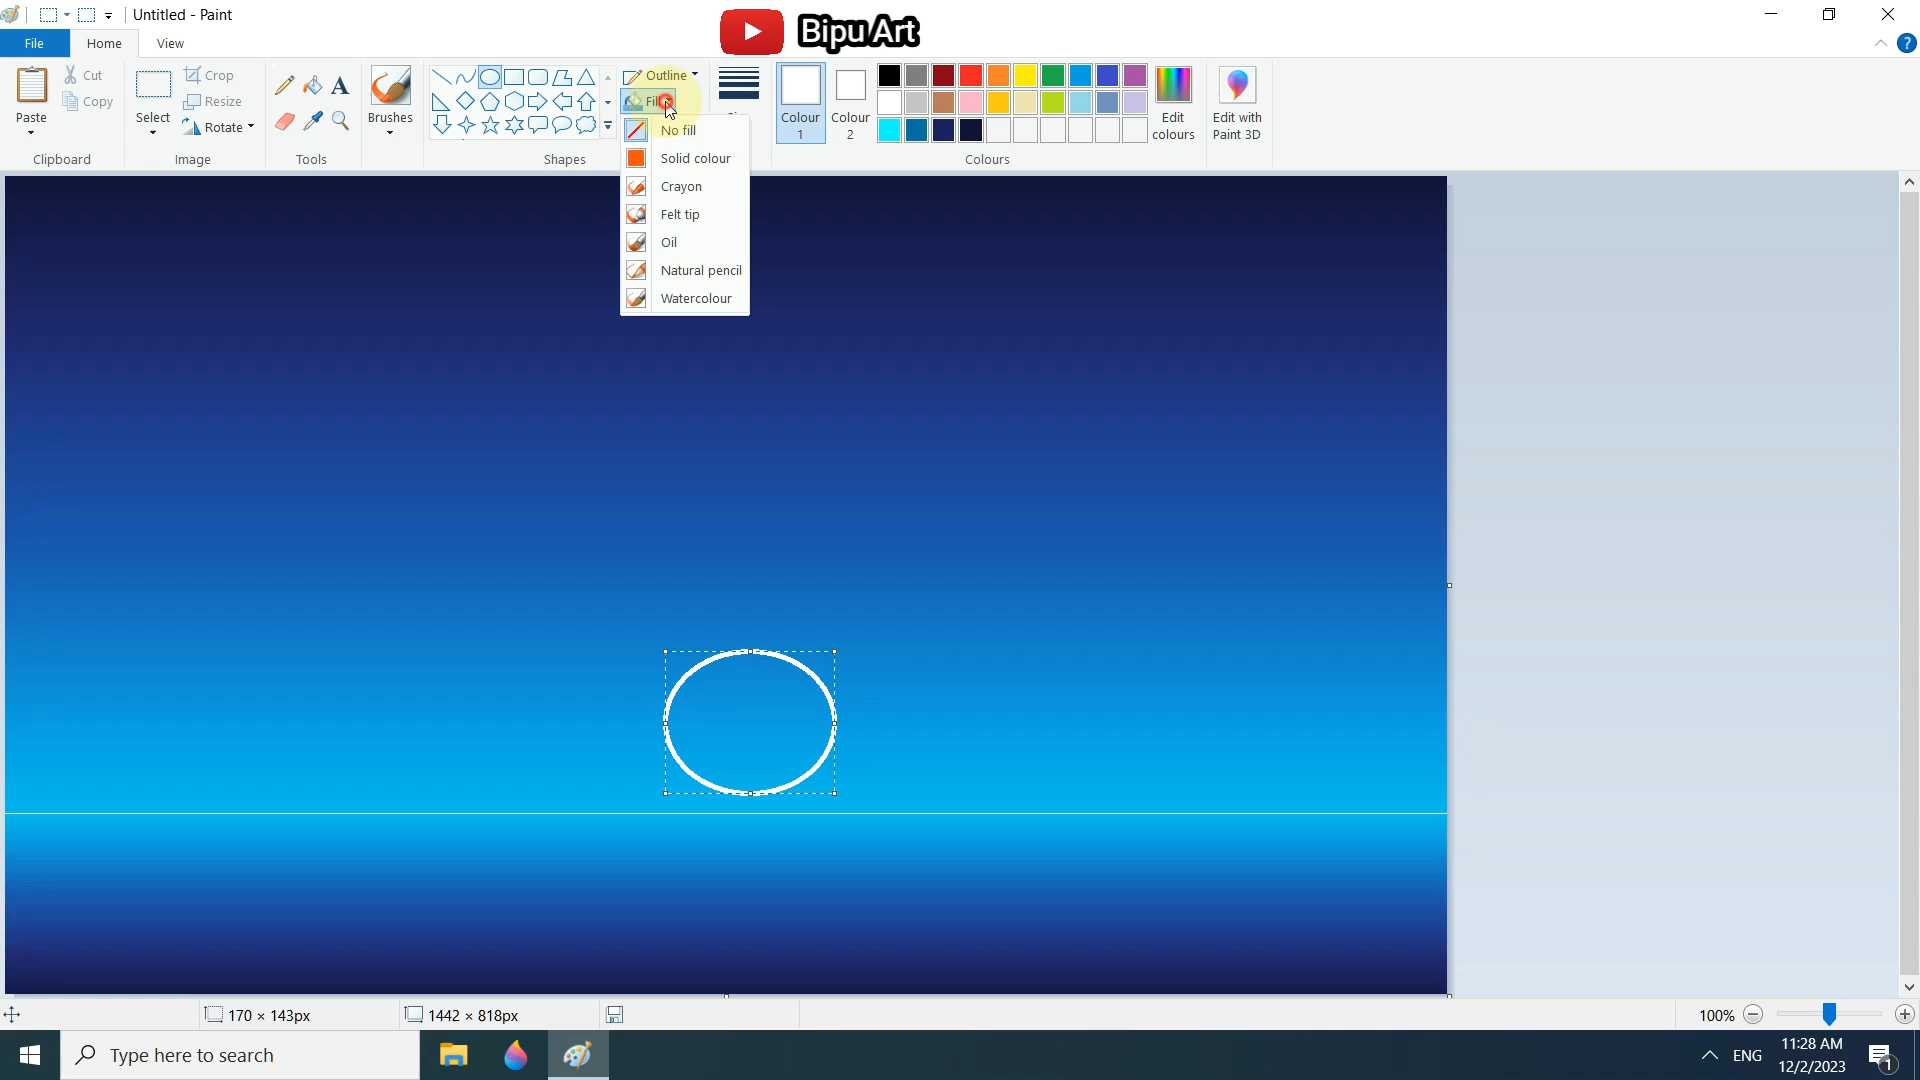 Untitled - Paint
Bipu Art
File
Home
View
?
Paste
Cut
Copy
Clipboard
Select
Crop
Resize
Rotate
Image
A
Tools
Brushes
Shapes
Outline
Fill
No fill
Solid colour
Crayon
Felt tip
Oil
Natural pencil
Watercolour
Colour
1
Colour
2
Edit
colours
Edit with
Paint 3D
Colours
170 × 143px
1442 × 818px
100%
Type here to search
ENG
11:28 AM
12/2/2023
1